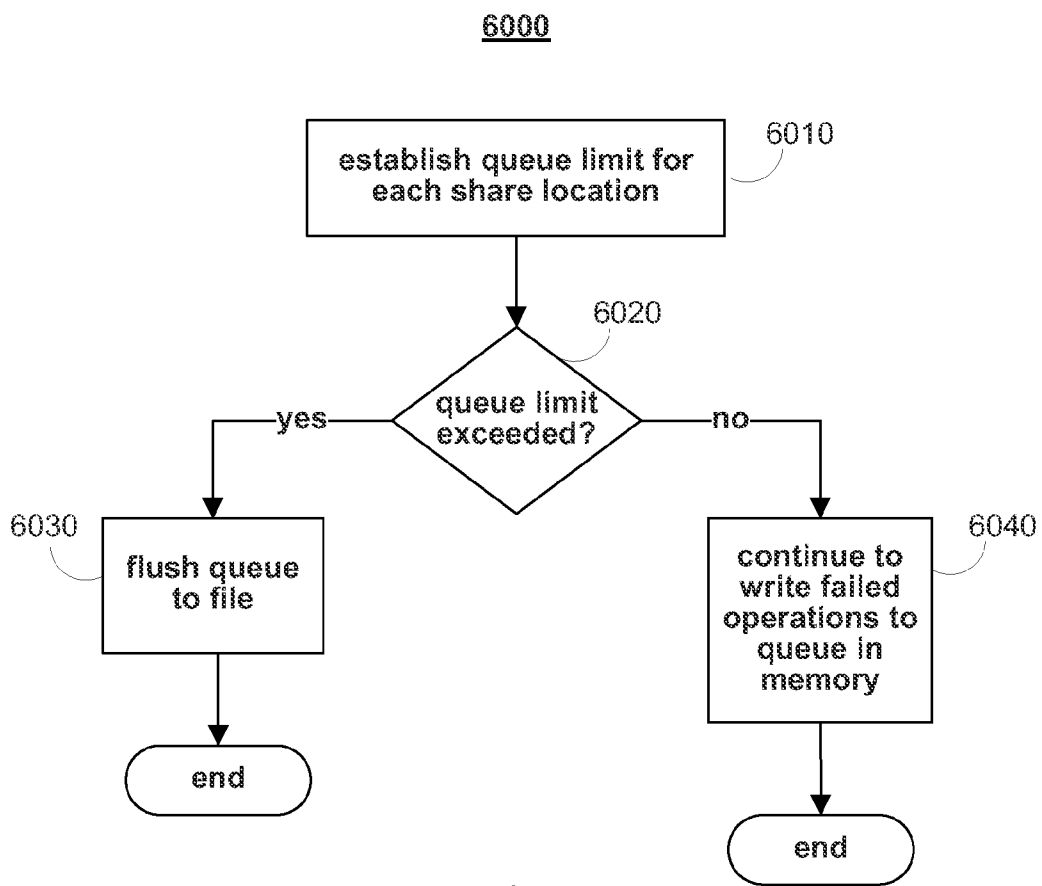 6000
establish queue limit for
each share location
6010
6020
queue limit
exceeded?
yes
no
6030
flush queue
to file
6040
continue to
write failed
operations to
queue in
memory
end
end